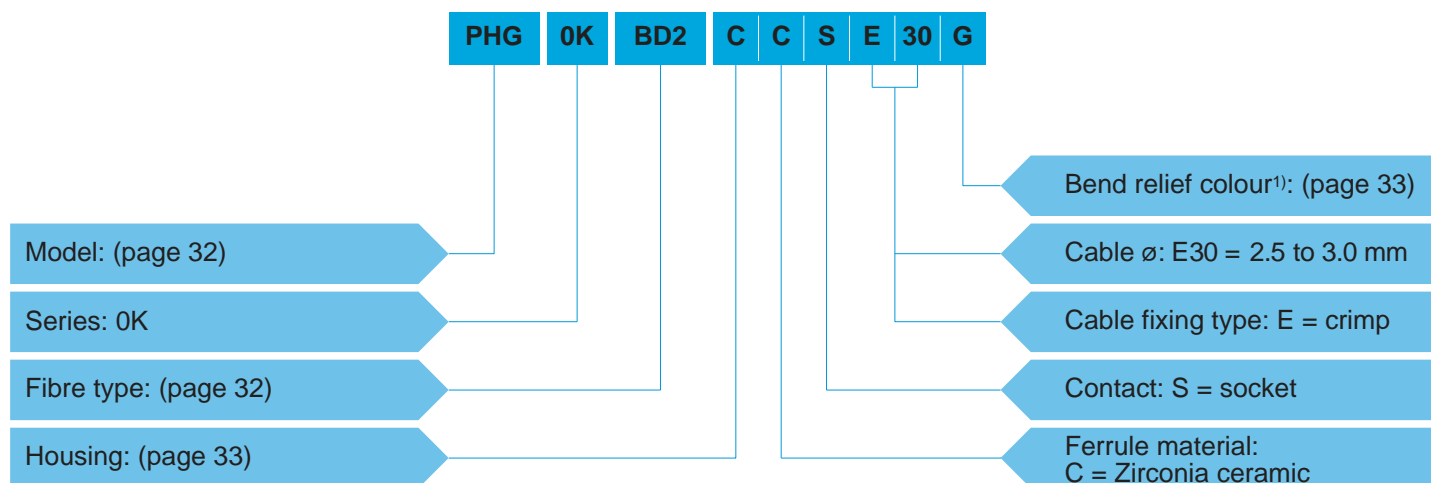 PHG 0K BD2 C C S E 30 G
Bend relief colour¹⁾: (page 33)
Model: (page 32)
Cable ø: E30 = 2.5 to 3.0 mm
Series: 0K
Cable fixing type: E = crimp
Fibre type: (page 32)
Contact: S = socket
Housing: (page 33)
Ferrule material:
C = Zirconia ceramic